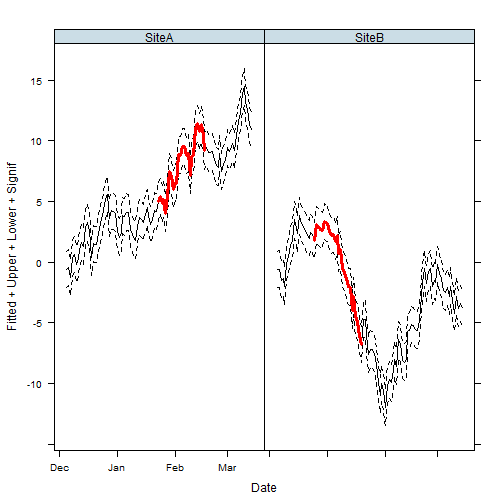 SiteA SiteB
15
10
5
0
-5
-10
Fitted + Upper + Lower + Signif
Dec Jan Feb Mar
Date